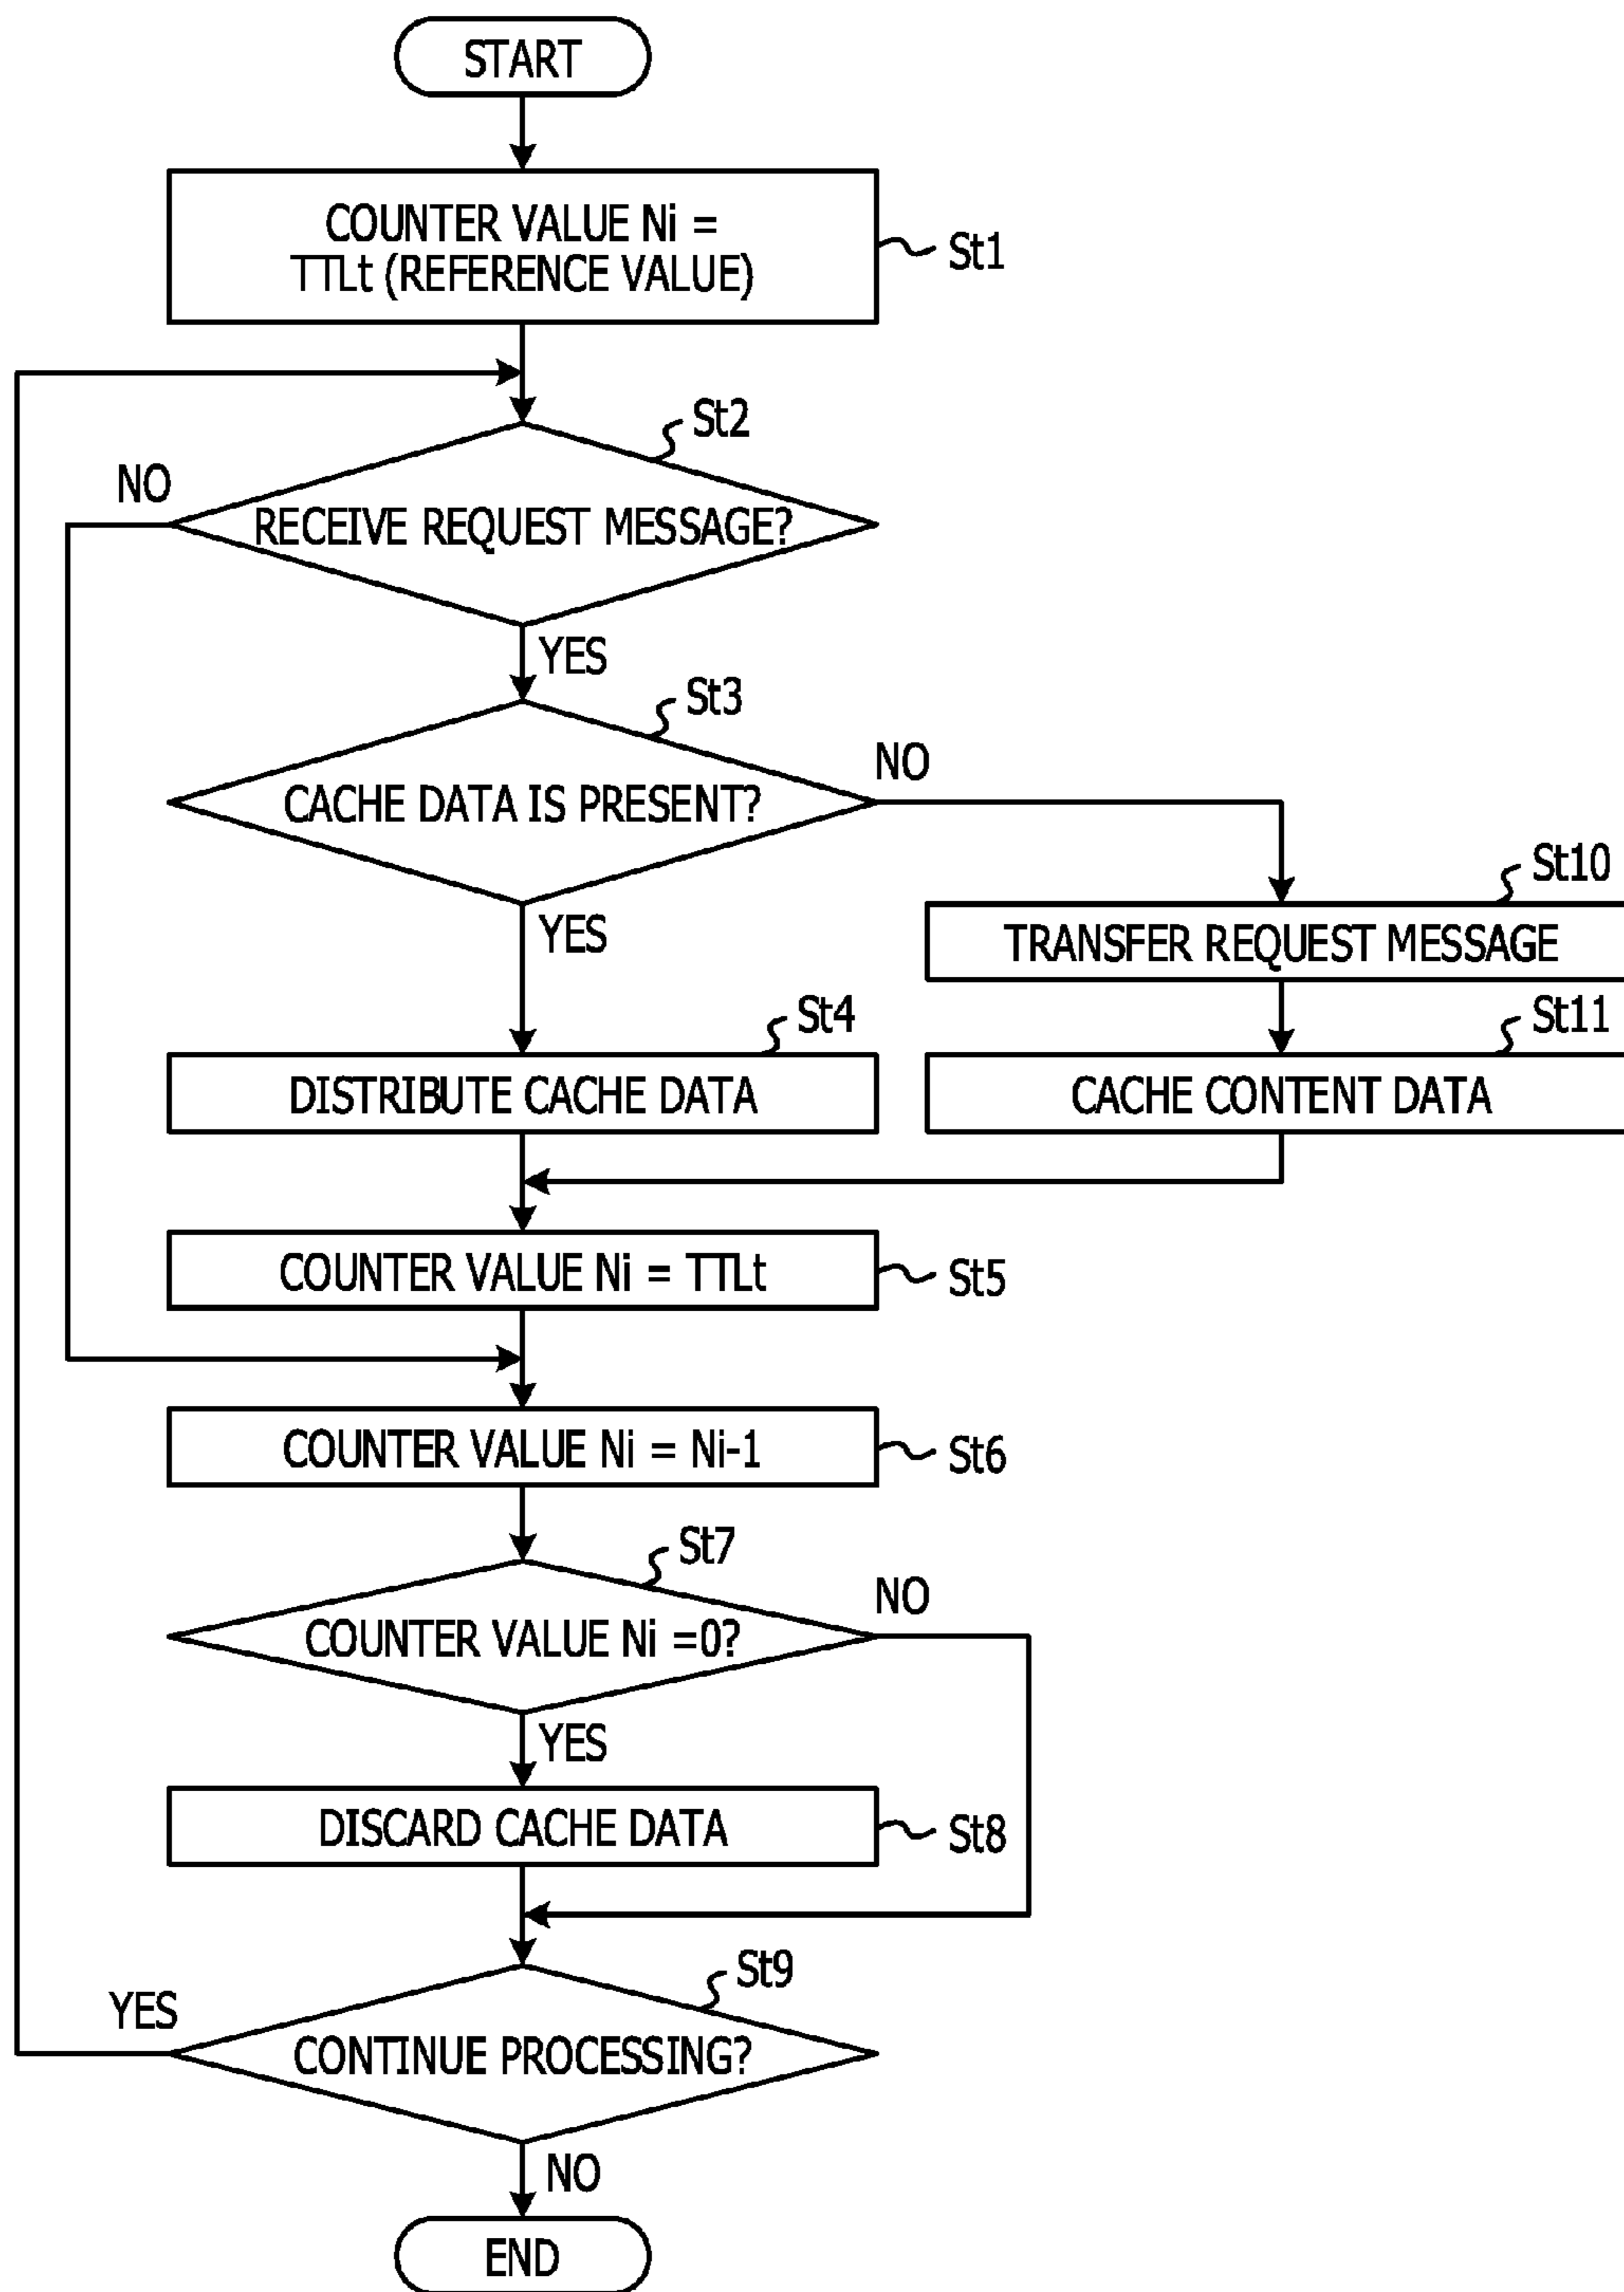 START
COUNTER VALUE Ni =
TTLt (REFERENCE VALUE)
St1
St2
NO
RECEIVE REQUEST MESSAGE?
YES
St3
NO
CACHE DATA IS PRESENT?
YES
St10
TRANSFER REQUEST MESSAGE
St4
St11
DISTRIBUTE CACHE DATA
CACHE CONTENT DATA
COUNTER VALUE Ni = TTLt
St5
COUNTER VALUE Ni = Ni-1
St6
St7
NO
COUNTER VALUE Ni =0?
YES
DISCARD CACHE DATA
St8
St9
YES
CONTINUE PROCESSING?
NO
END